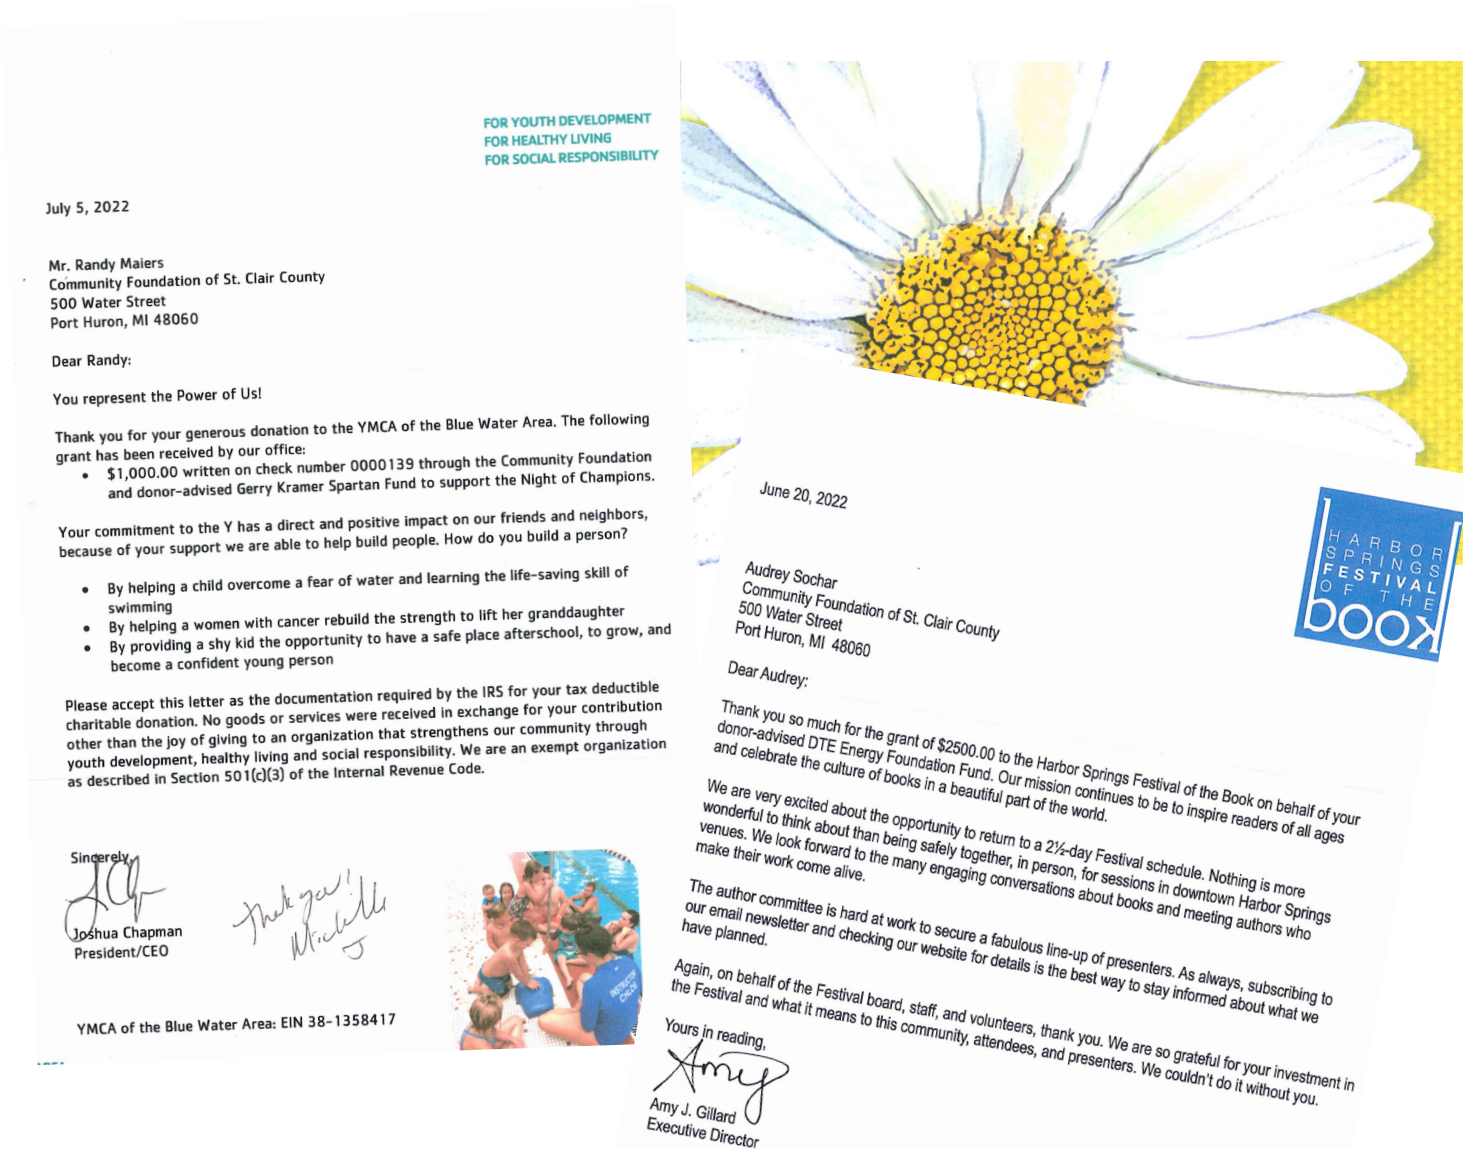 FOR YOUTH DEVELOPMENT
FOR HEALTHY LIVING
FOR SOCIAL RESPONSIBILITY
July 5, 2022
Mr. Randy Maiers
Community Foundation of St. Clair County
500 Water Street
Port Huron, MI 48060
Dear Randy:
You represent the Power of Us!
Thank you for your generous donation to the YMCA of the Blue Water Area. The following
grant has been received by our office:
• $1,000.00 written on check number 0000139 through the Community Foundation
and donor-advised Gerry Kramer Spartan Fund to support the Night of Champions.
Your commitment to the Y has a direct and positive impact on our friends and neighbors,
because of your support we are able to help build people. How do you build a person?
• By helping a child overcome a fear of water and learning the life-saving skill of
swimming
• By helping a women with cancer rebuild the strength to lift her granddaughter
• By providing a shy kid the opportunity to have a safe place afterschool, to grow, and
become a confident young person
Please accept this letter as the documentation required by the IRS for your tax deductible
charitable donation. No goods or services were received in exchange for your contribution
other than the joy of giving to an organization that strengthens our community through
youth development, healthy living and social responsibility. We are an exempt organization
as described in Section 501(c)(3) of the Internal Revenue Code.
Sincerely,
Joshua Chapman
President/CEO
Thank you!
Michelle
INSTRUCTOR
CHLOE
YMCA of the Blue Water Area: EIN 38-1358417
June 20, 2022
HARBOR
SPRINGS
FESTIVAL
OF THE
book
Audrey Sochar
Community Foundation of St. Clair County
500 Water Street
Port Huron, MI 48060
Dear Audrey:
Thank you so much for the grant of $2500.00 to the Harbor Springs Festival of the Book on behalf of your
donor-advised DTE Energy Foundation Fund. Our mission continues to be to inspire readers of all ages
and celebrate the culture of books in a beautiful part of the world.
We are very excited about the opportunity to return to a 2½-day Festival schedule. Nothing is more
wonderful to think about than being safely together, in person, for sessions in downtown Harbor Springs
venues. We look forward to the many engaging conversations about books and meeting authors who
make their work come alive.
The author committee is hard at work to secure a fabulous line-up of presenters. As always, subscribing to
our email newsletter and checking our website for details is the best way to stay informed about what we
have planned.
Again, on behalf of the Festival board, staff, and volunteers, thank you. We are so grateful for your investment in
the Festival and what it means to this community, attendees, and presenters. We couldn't do it without you.
Yours in reading,
Amy
Amy J. Gillard
Executive Director